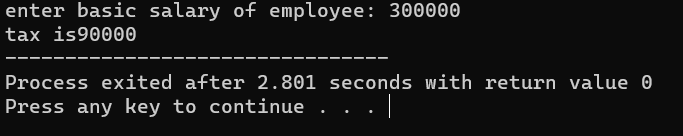 enter basic salary of employee: 300000
tax is90000
--------------------------------
Process exited after 2.801 seconds with return value 0
Press any key to continue . . .